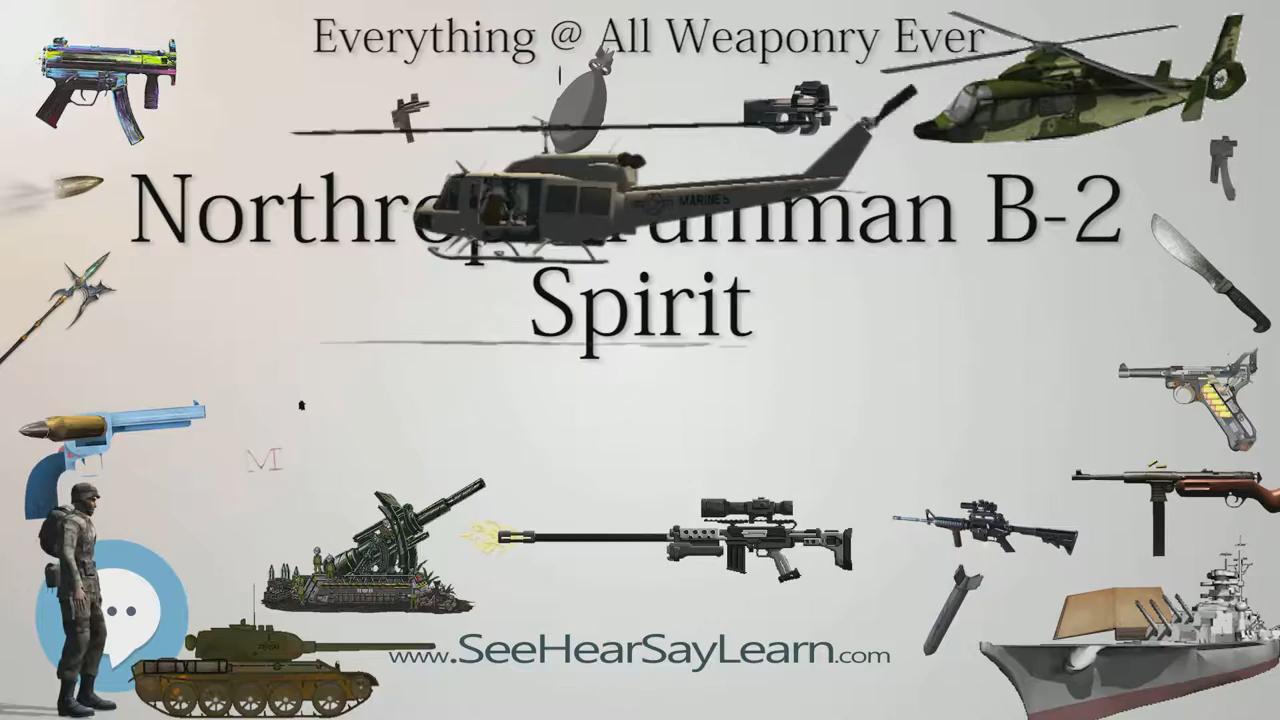 Everything @ All Weaponry Ever
MARINES
B-2
Spirit
M
www.SeeHearSayLearn.com